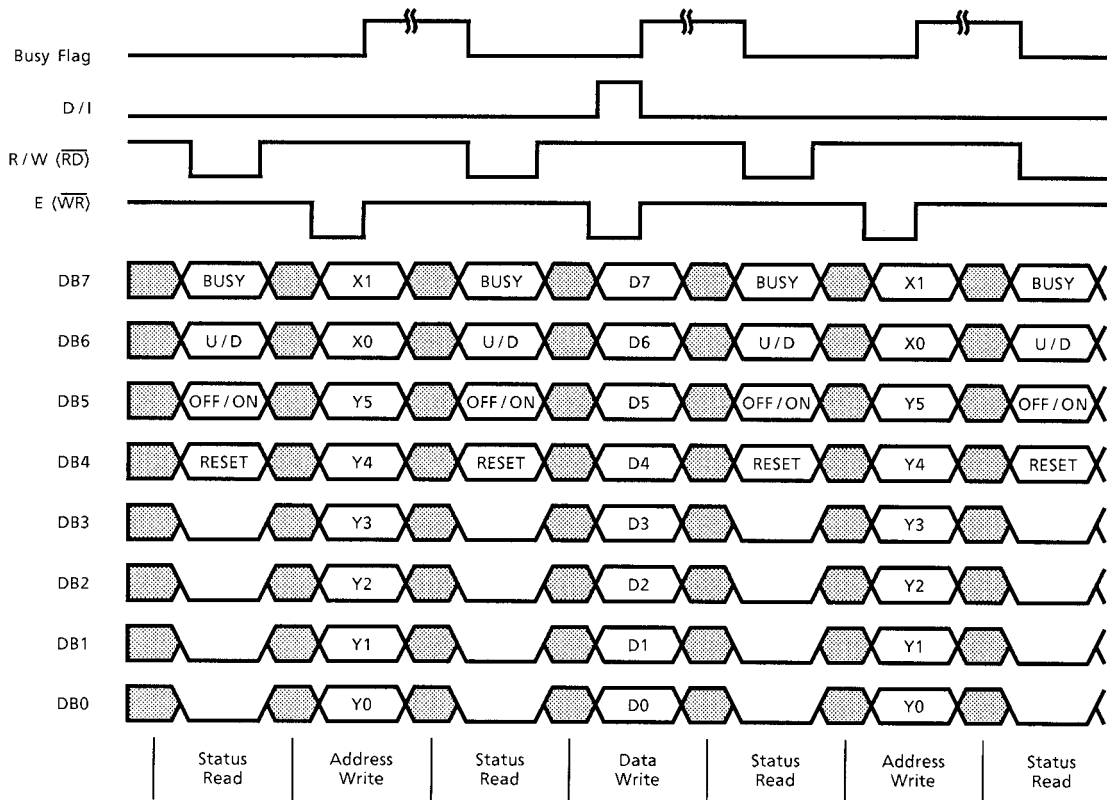 Busy Flag
D/I
R/W (RD)
E (WR)
DB7 BUSY X1 BUSY D7 BUSY X1 BUSY
DB6 U/D X0 U/D D6 U/D X0 U/D
DB5 OFF/ON Y5 OFF/ON D5 OFF/ON Y5 OFF/ON
DB4 RESET Y4 RESET D4 RESET Y4 RESET
DB3 Y3 D3 Y3
DB2 Y2 D2 Y2
DB1 Y1 D1 Y1
DB0 Y0 D0 Y0
Status Address Status Data Status Address Status
Read Write Read Write Read Write Read